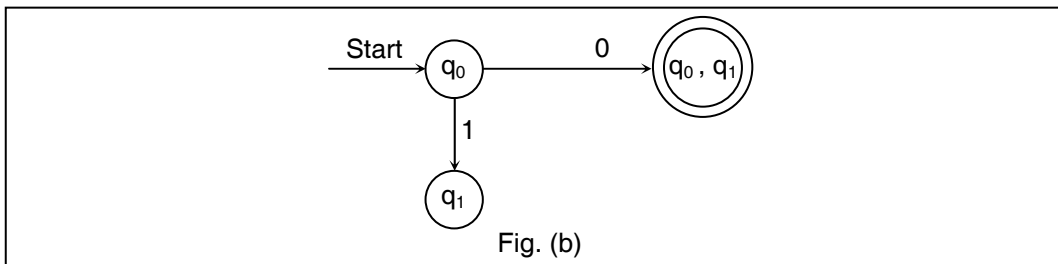 Start
0
q₀
q₀ , q₁
1
q₁
Fig. (b)